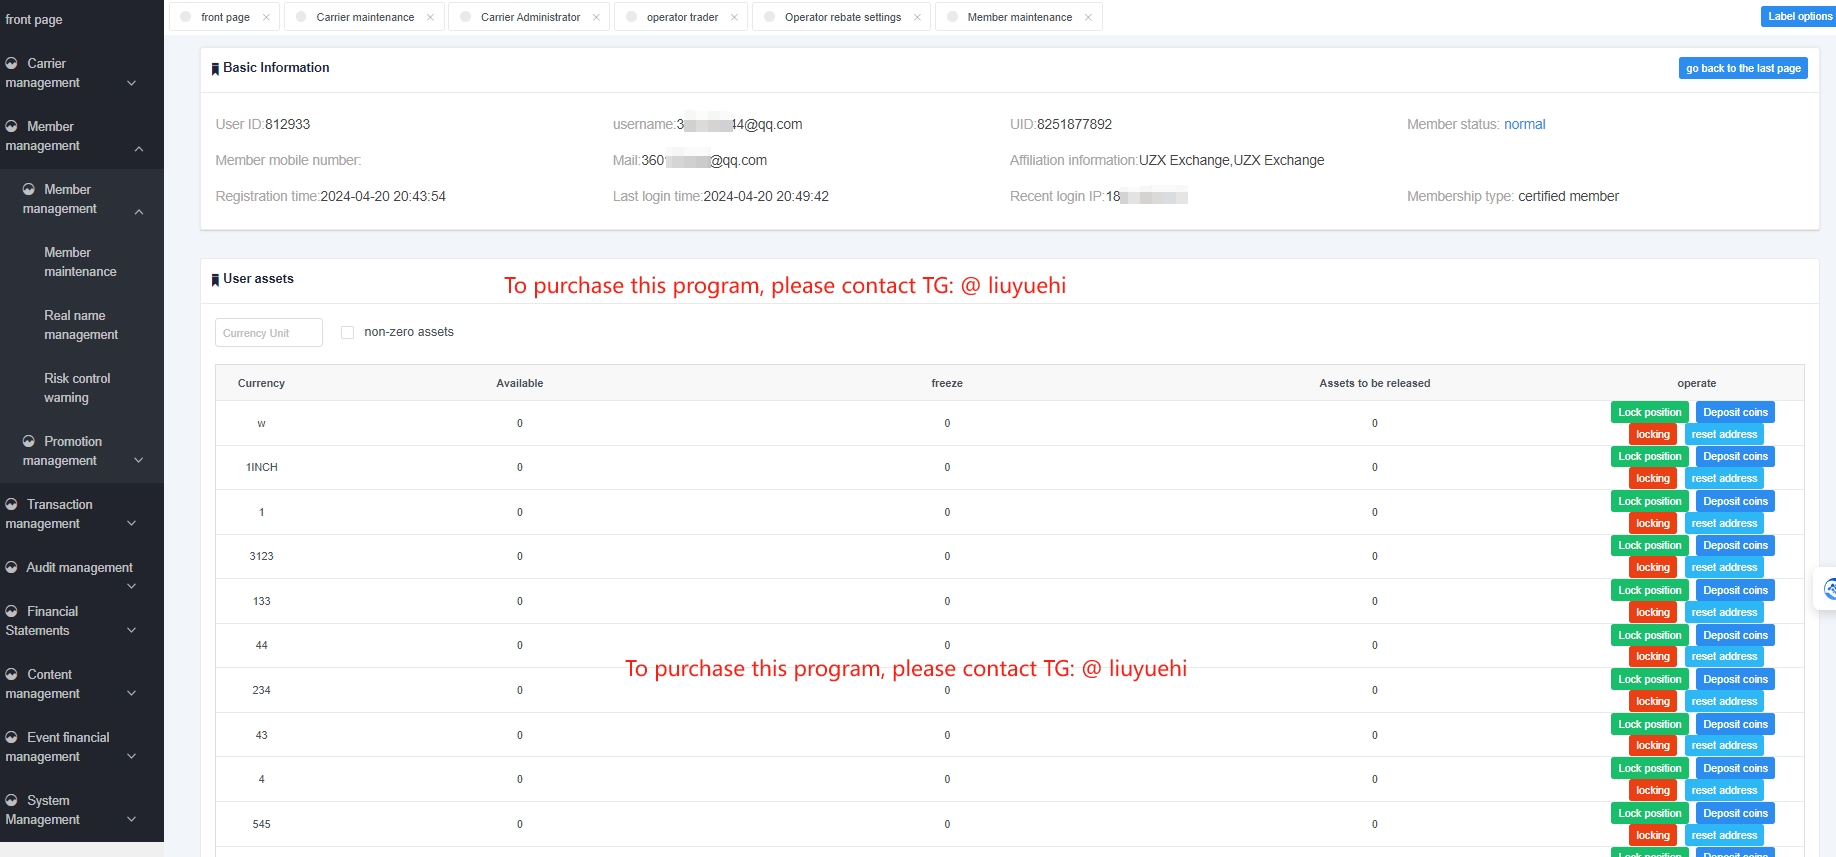 front page
Carrier
management
Member
management
Member
management
Member
maintenance
Real name
management
Risk control
warning
Promotion
management
Transaction
management
Audit management
Financial
Statements
Content
management
Event financial
management
System
Management
front page × Carrier maintenance × Carrier Administrator × operator trader × Operator rebate settings × Member maintenance × Label options
Basic Information go back to the last page
User ID:812933 username:3 44@qq.com UID:8251877892 Member status: normal
Member mobile number: Mail:360 @qq.com Affiliation information:UZX Exchange,UZX Exchange
Registration time:2024-04-20 20:43:54 Last login time:2024-04-20 20:49:42 Recent login IP:18 Membership type: certified member
User assets
To purchase this program, please contact TG: @ liuyuehi
Currency Unit non-zero assets
Currency Available freeze Assets to be released operate
w 0 0 0 Lock position Deposit coins
locking reset address
1INCH 0 0 0 Lock position Deposit coins
locking reset address
1 0 0 0 Lock position Deposit coins
locking reset address
3123 0 0 0 Lock position Deposit coins
locking reset address
133 0 0 0 Lock position Deposit coins
locking reset address
44 0 0 0 Lock position Deposit coins
locking reset address
To purchase this program, please contact TG: @ liuyuehi
234 0 0 0 Lock position Deposit coins
locking reset address
43 0 0 0 Lock position Deposit coins
locking reset address
4 0 0 0 Lock position Deposit coins
locking reset address
545 0 0 0 Lock position Deposit coins
locking reset address
Lock position Deposit coins